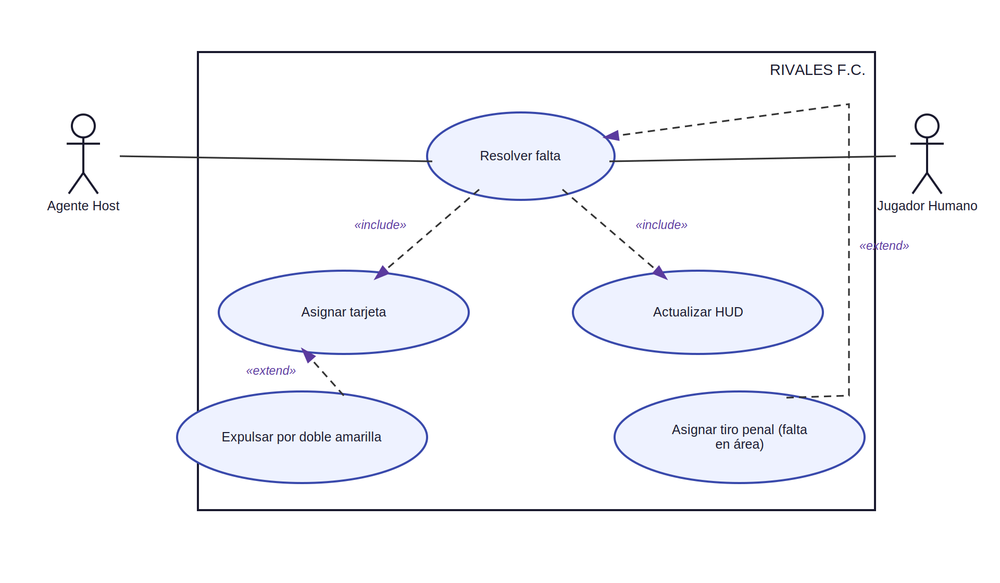 RIVALES F.C.
Resolver falta
Agente Host
Jugador Humano
«include»
«include»
«extend»
Asignar tarjeta
Actualizar HUD
«extend»
Expulsar por doble amarilla
Asignar tiro penal (falta
en área)